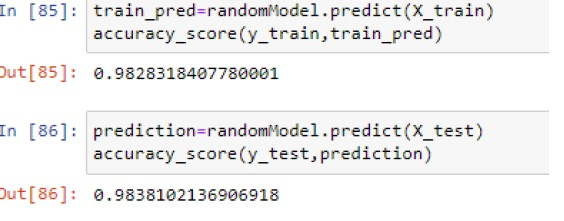 In [85]: train_pred=randomModel.predict(X_train)
accuracy_score(y_train,train_pred)
Out[85]: 0.9828318407780001
In [86]: prediction=randomModel.predict(X_test)
accuracy_score(y_test,prediction)
Out[86]: 0.9838102136906918